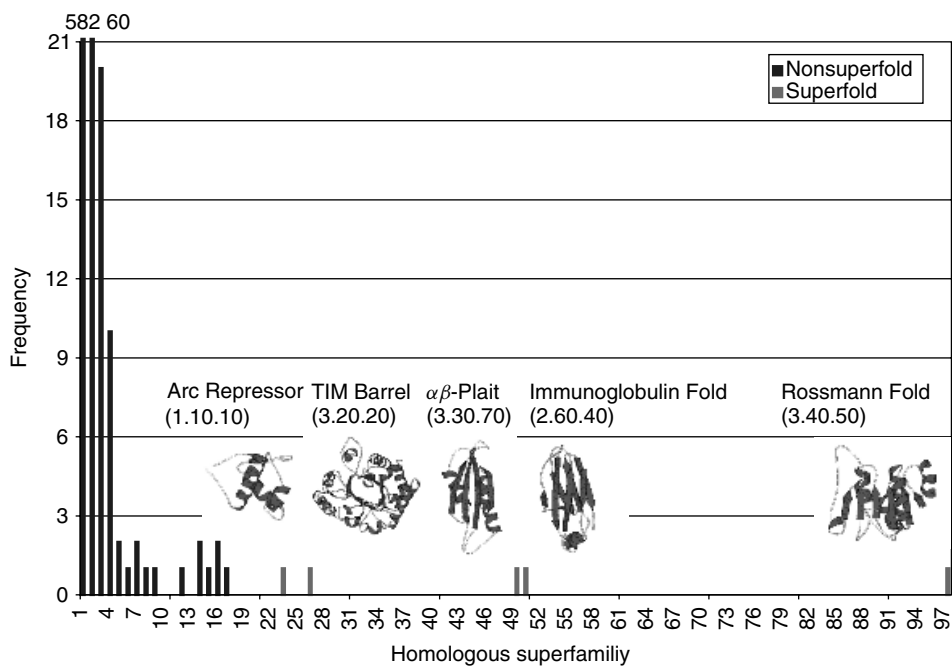 582 60
21
18
15
12
9
6
3
0
Frequency
Nonsuperfold
Superfold
Arc Repressor
(1.10.10)
TIM Barrel
(3.20.20)
αβ-Plait
(3.30.70)
Immunoglobulin Fold
(2.60.40)
Rossmann Fold
(3.40.50)
1 4 7 10 13 16 19 22 25 28 31 34 37 40 43 46 49 52 55 58 61 64 67 70 73 76 79 82 85 88 91 94 97
Homologous superfamiliy